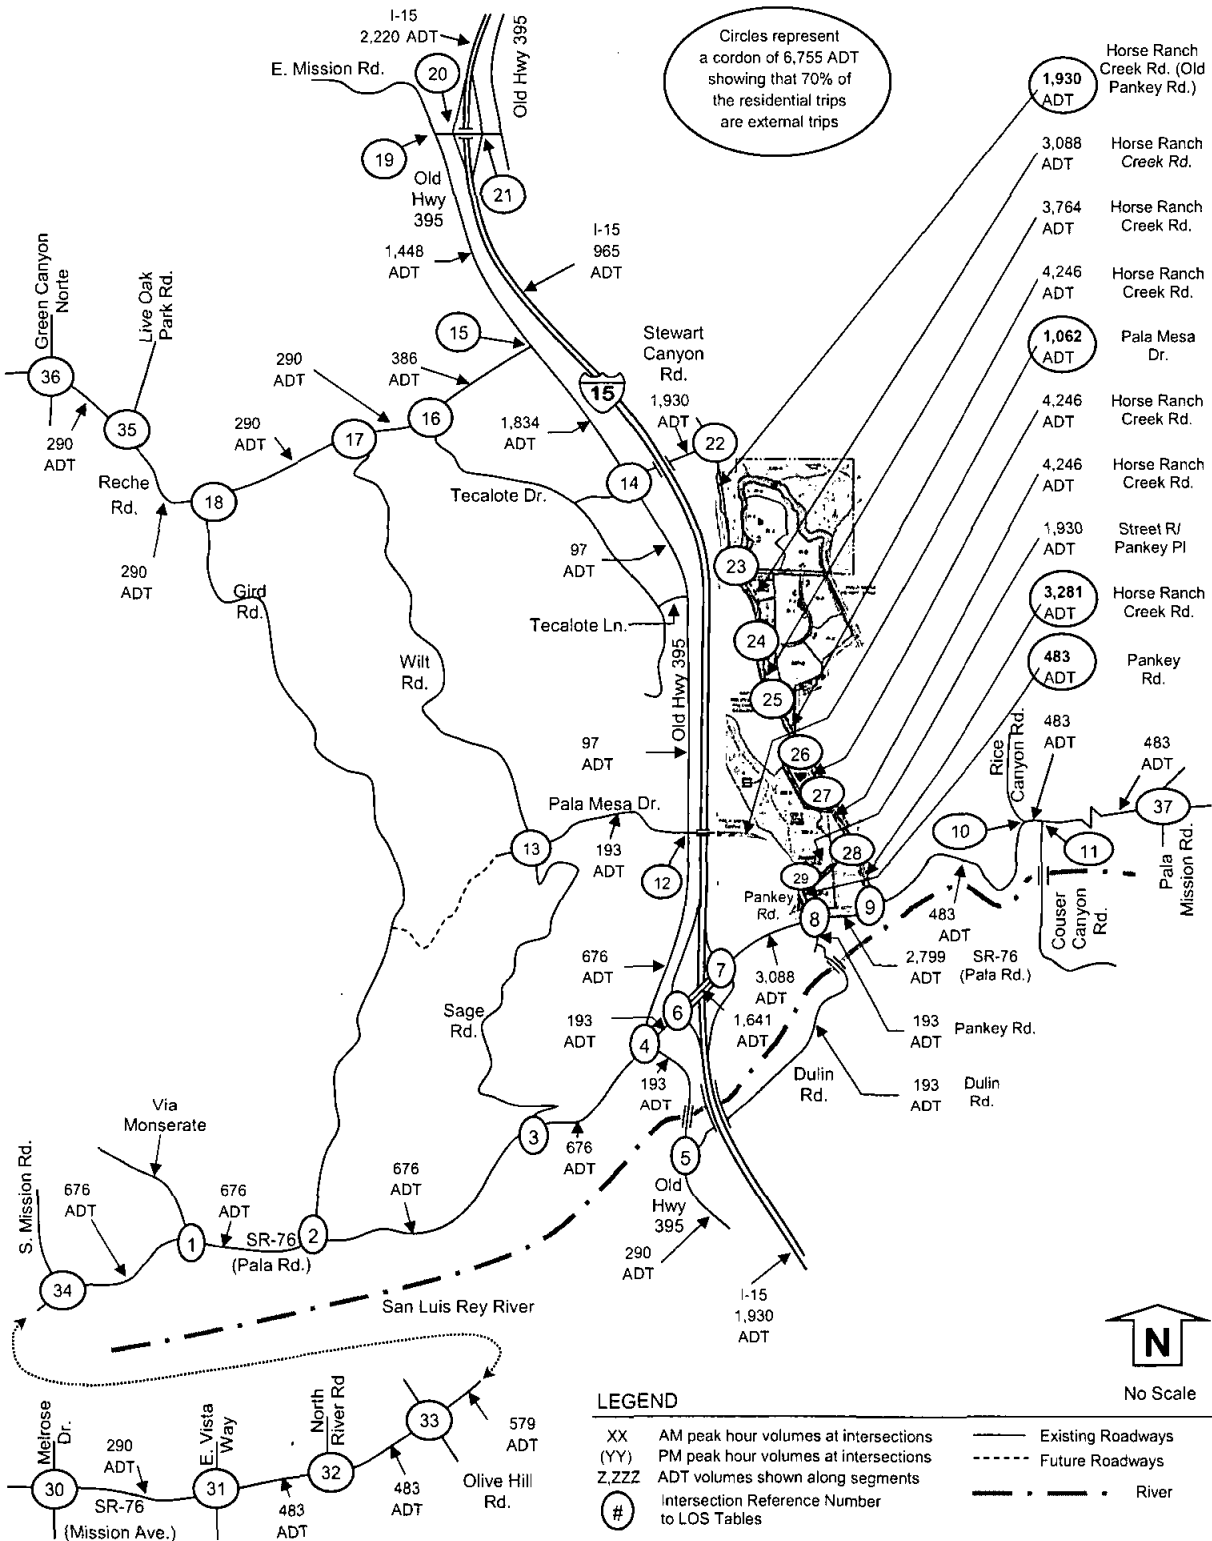 I-15
2,220 ADT
Old Hwy 395
E. Mission Rd.
20
19
21
Old
Hwy
395
Circles represent
a cordon of 6,755 ADT
showing that 70% of
the residential trips
are external trips
1,930
ADT
Horse Ranch
Creek Rd. (Old
Pankey Rd.)
3,088
ADT
Horse Ranch
Creek Rd.
3,764
ADT
Horse Ranch
Creek Rd.
4,246
ADT
Horse Ranch
Creek Rd.
1,062
ADT
Pala Mesa
Dr.
4,246
ADT
Horse Ranch
Creek Rd.
4,246
ADT
Horse Ranch
Creek Rd.
1,930
ADT
Street R/
Pankey Pl
3,281
ADT
Horse Ranch
Creek Rd.
483
ADT
Pankey
Rd.
1,448
ADT
I-15
965
ADT
Green Canyon
Norte
Live Oak
Park Rd.
36
35
290
ADT
Reche
Rd.
290
ADT
18
290
ADT
17
290
ADT
16
386
ADT
15
1,834
ADT
15
Stewart
Canyon
Rd.
1,930
ADT
22
14
Tecalote Dr.
97
ADT
Tecalote Ln.
Gird
Rd.
Wilt
Rd.
Old Hwy 395
97
ADT
23
24
25
26
27
28
29
Pala Mesa Dr.
193
ADT
13
12
Pankey
Rd.
8
9
10
11
37
Rice
Canyon Rd.
483
ADT
483
ADT
Pala
Mission Rd.
Couser
Canyon
Rd.
483
ADT
2,799
ADT
SR-76
(Pala Rd.)
193
ADT
Pankey Rd.
193
ADT
Dulin
Rd.
Dulin
Rd.
3,088
ADT
1,641
ADT
7
6
4
676
ADT
193
ADT
193
ADT
Sage
Rd.
3
676
ADT
5
Old
Hwy
395
290
ADT
I-15
1,930
ADT
Via
Monserate
S. Mission Rd.
676
ADT
676
ADT
676
ADT
1
2
SR-76
(Pala Rd.)
34
San Luis Rey River
N
No Scale
Melrose
Dr.
290
ADT
E. Vista
Way
North
River Rd
33
579
ADT
30
31
32
SR-76
(Mission Ave.)
483
ADT
483
ADT
Olive Hill
Rd.
LEGEND
XX AM peak hour volumes at intersections
(YY) PM peak hour volumes at intersections
Z,ZZZ ADT volumes shown along segments
# Intersection Reference Number
to LOS Tables
Existing Roadways
Future Roadways
River